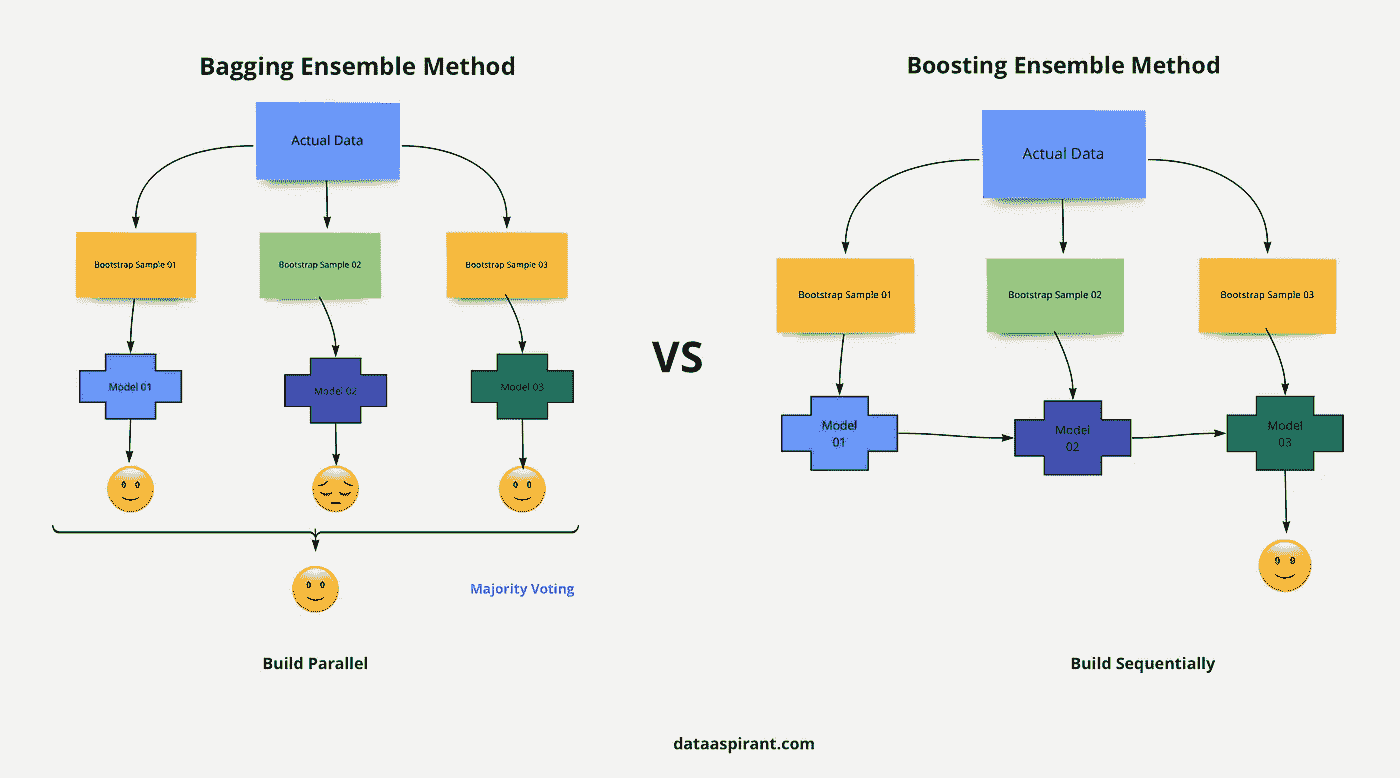 Bagging Ensemble Method
Actual Data
Bootstrap Sample 01
Bootstrap Sample 02
Bootstrap Sample 03
Model 01
Model 02
Model 03
Majority Voting
Build Parallel
VS
Boosting Ensemble Method
Actual Data
Bootstrap Sample 01
Bootstrap Sample 02
Bootstrap Sample 03
Model
01
Model
02
Model
03
Build Sequentially
dataaspirant.com